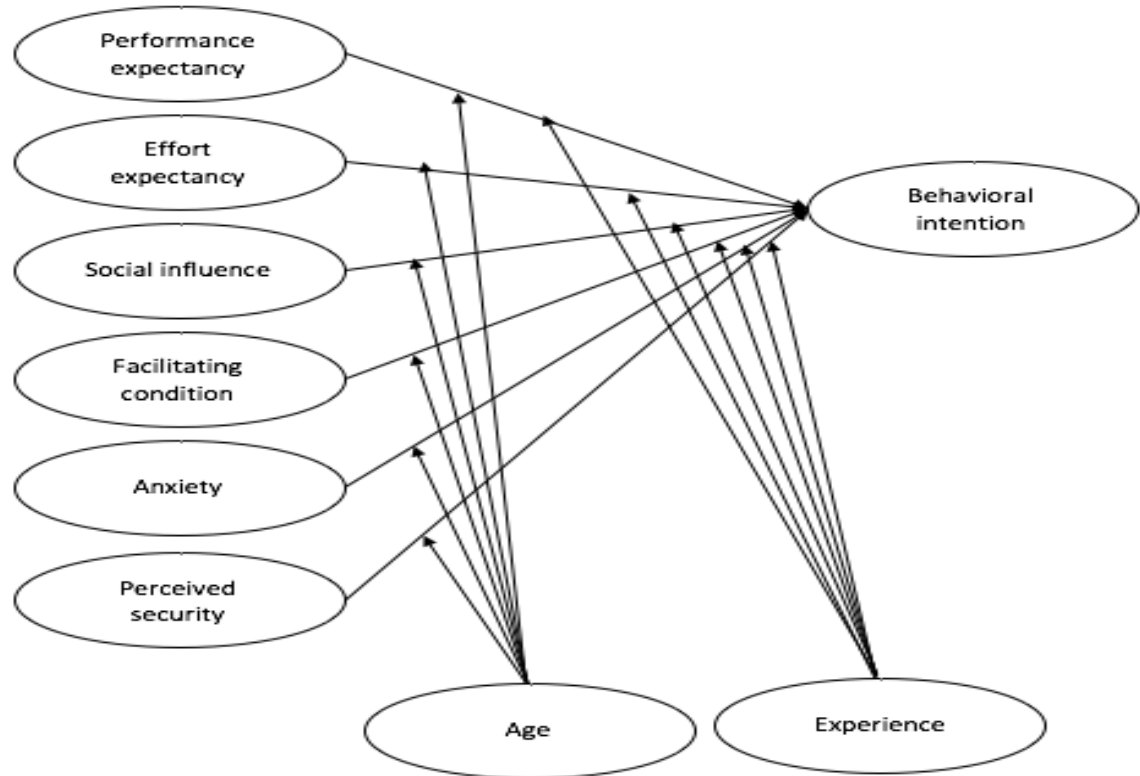 Performance
expectancy
Effort
expectancy
Social influence
Facilitating
condition
Anxiety
Perceived
security
Behavioral
intention
Age
Experience